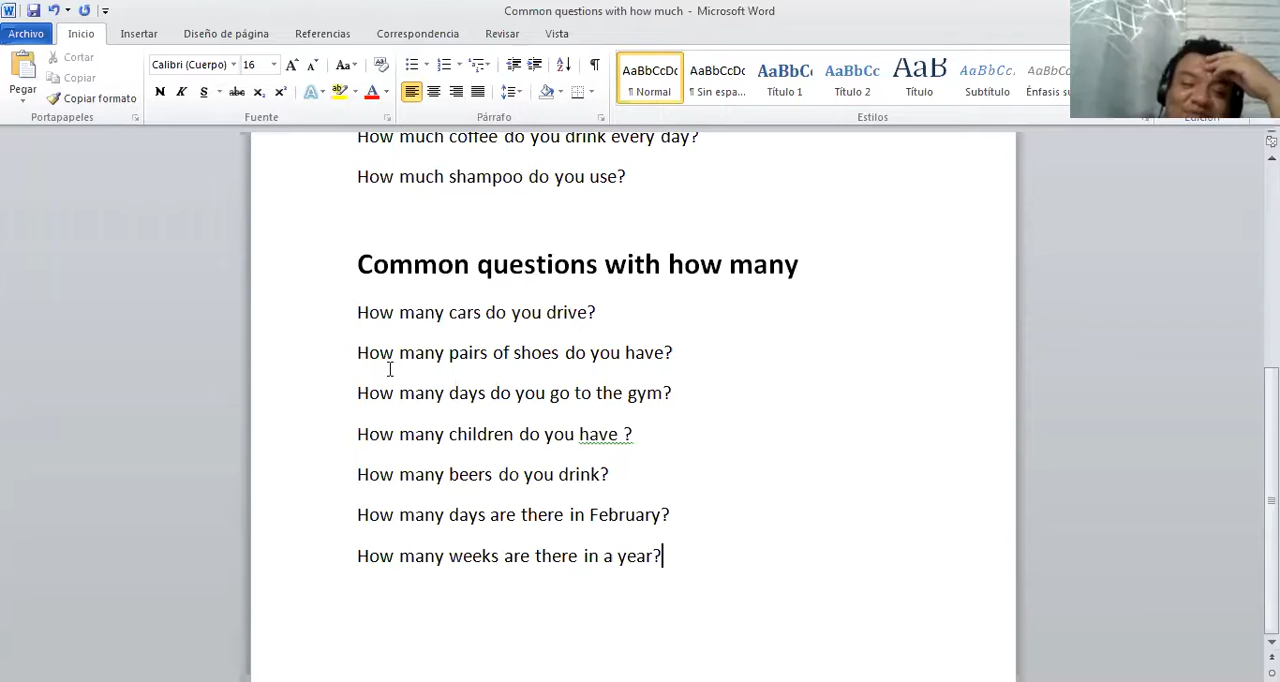 Common questions with how much - Microsoft Word
Archivo Inicio Insertar Diseño de página Referencias Correspondencia Revisar Vista
Pegar
Cortar
Copiar
Copiar formato
Calibri (Cuerpo) 16
N K S abc x₂ x²
Aa
A
AaBbCcDc AaBbCcDc AaBbC AaBbCc AaB AaBbCc. AaBbCc
¶ Normal ¶ Sin espa... Título 1 Título 2 Título Subtítulo Énfasis s
Portapapeles Fuente Párrafo Estilos
How much coffee do you drink every day?
How much shampoo do you use?
Common questions with how many
How many cars do you drive?
How many pairs of shoes do you have?
How many days do you go to the gym?
How many children do you have ?
How many beers do you drink?
How many days are there in February?
How many weeks are there in a year?